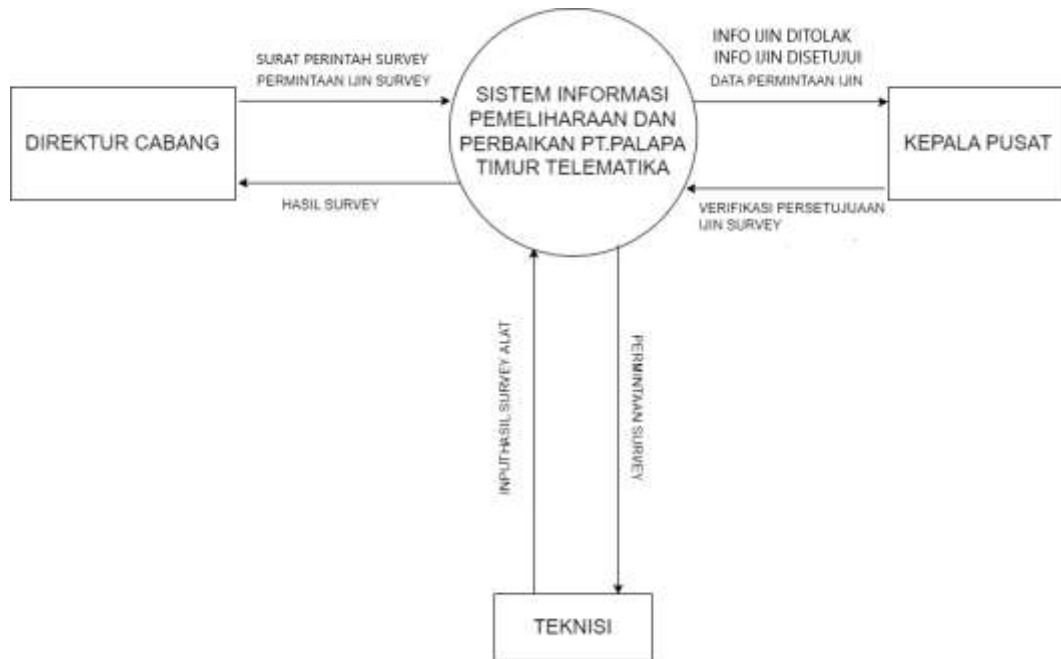 SURAT PERINTAH SURVEY
PERMINTAAN IJIN SURVEY
DIREKTUR CABANG
HASIL SURVEY
SISTEM INFORMASI
PEMELIHARAAN DAN
PERBAIKAN PT.PALAPA
TIMUR TELEMATIKA
INFO IJIN DITOLAK
INFO IJIN DISETUJUI
DATA PERMINTAAN IJIN
KEPALA PUSAT
VERIFIKASI PERSETUJUAAN
IJIN SURVEY
INPUTHASIL SURVEY ALAT
PERMINTAAN SURVEY
TEKNISI